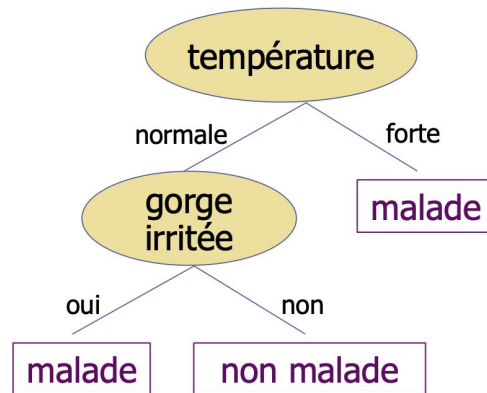 température
normale
forte
gorge
irritée
malade
oui
non
malade
non malade